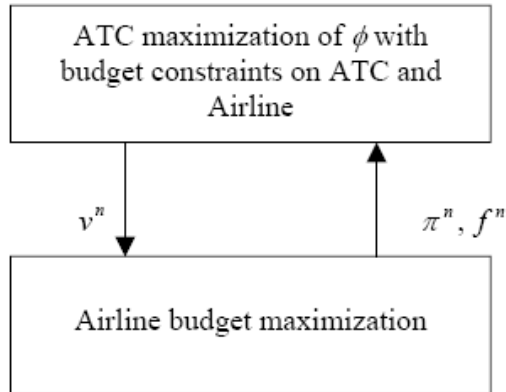 ATC maximization of ϕ with
budget constraints on ATC and
Airline
vⁿ
πⁿ, fⁿ
Airline budget maximization